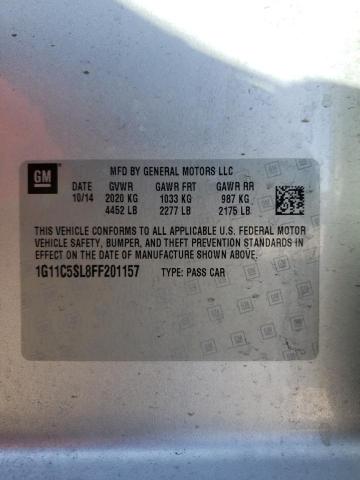 GM
MFD BY GENERAL MOTORS LLC
DATE GVWR GAWR FRT GAWR RR
10/14 2020 KG 1033 KG 987 KG
4452 LB 2277 LB 2175 LB
THIS VEHICLE CONFORMS TO ALL APPLICABLE U.S. FEDERAL MOTOR
VEHICLE SAFETY, BUMPER, AND THEFT PREVENTION STANDARDS IN
EFFECT ON THE DATE OF MANUFACTURE SHOWN ABOVE.
1G11C5SL8FF201157 TYPE: PASS CAR